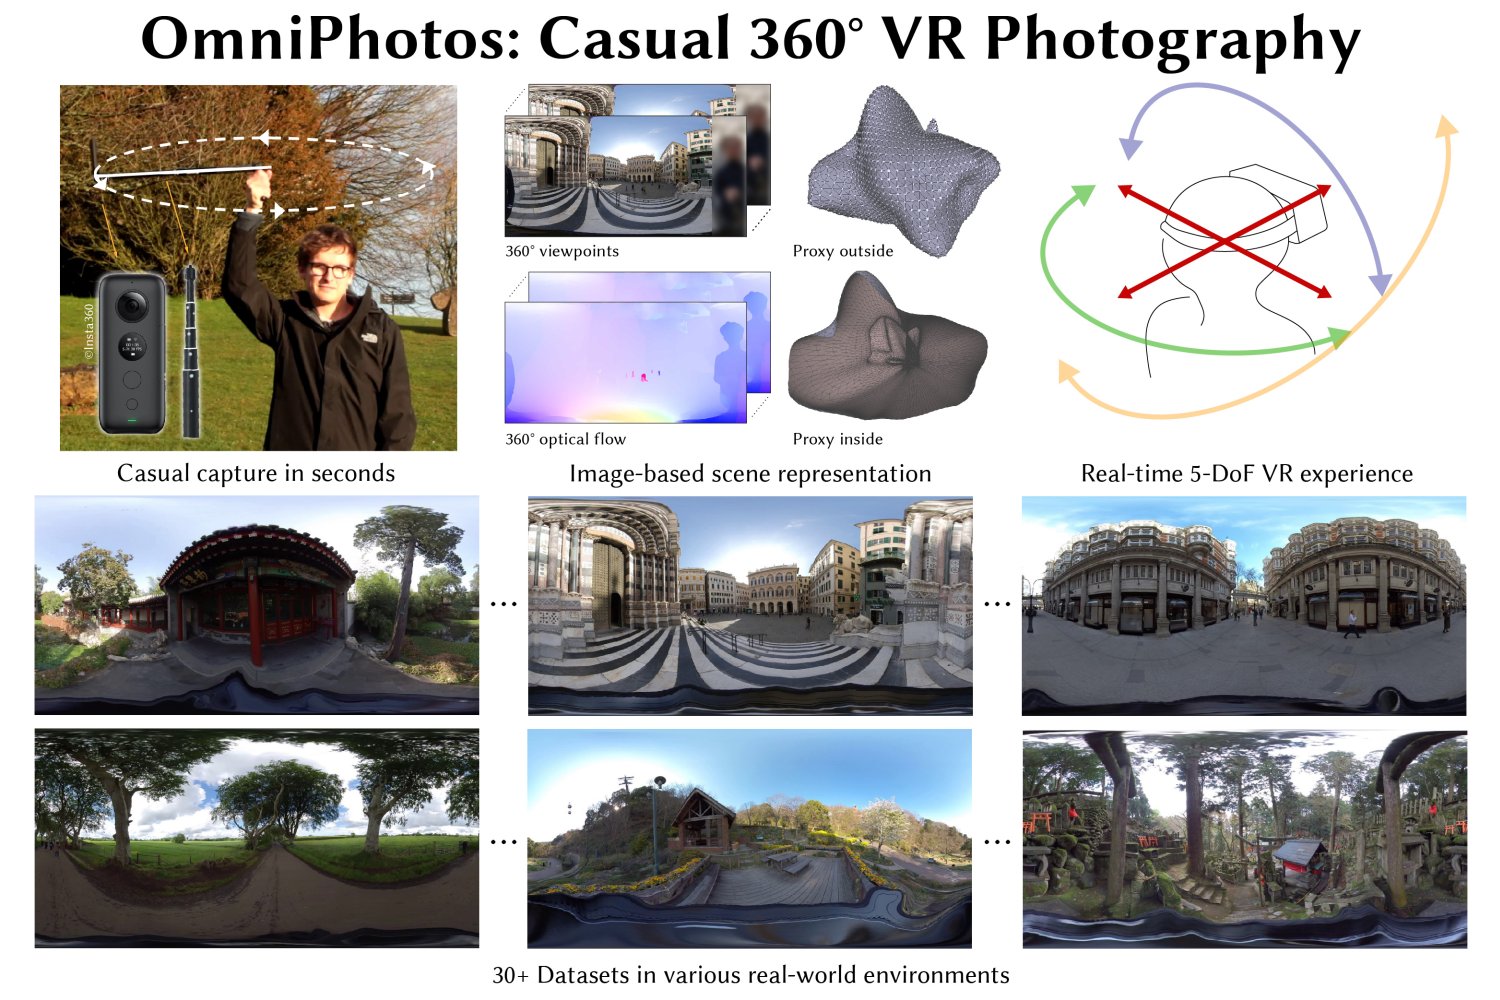 OmniPhotos: Casual 360° VR Photography
©Insta360
360° viewpoints
Proxy outside
360° optical flow
Proxy inside
Casual capture in seconds
Image-based scene representation
Real-time 5-DoF VR experience
...
...
...
...
30+ Datasets in various real-world environments